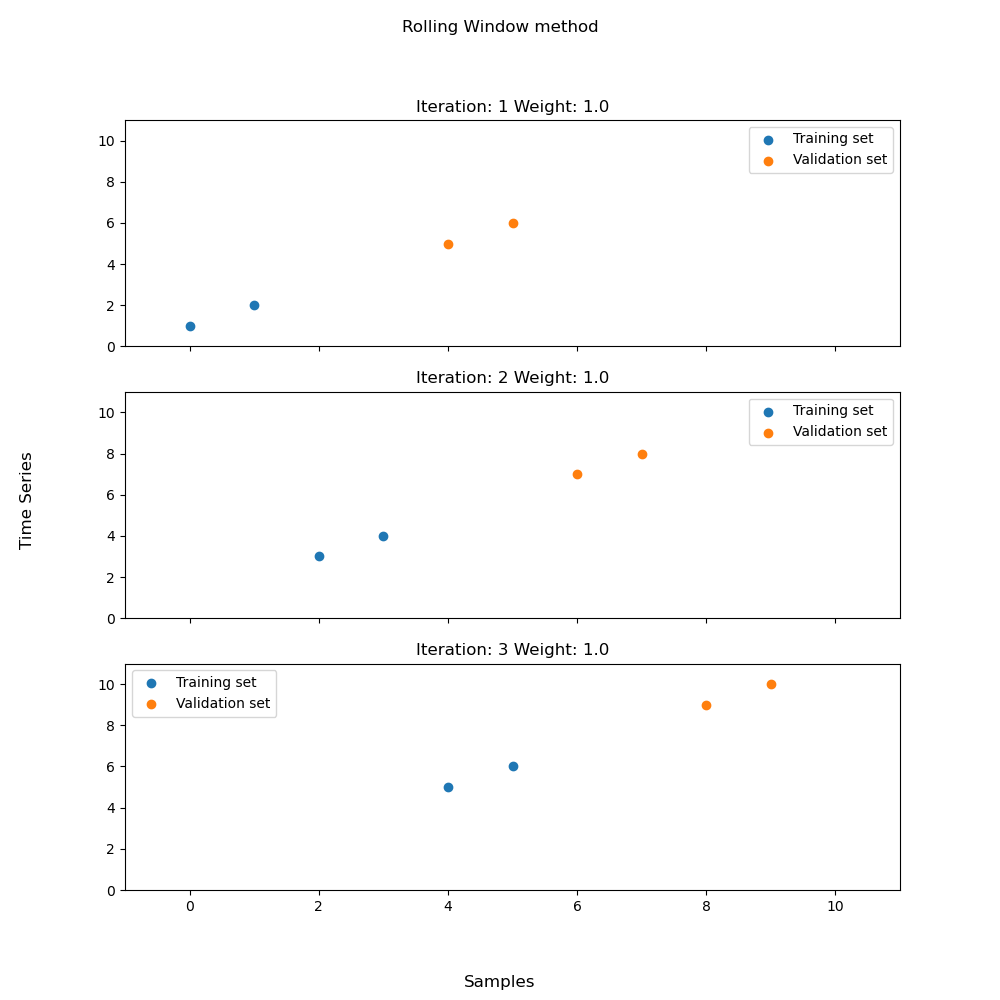 Rolling Window method
Iteration: 1 Weight: 1.0
Training set
Validation set
10
8
6
4
2
0
Iteration: 2 Weight: 1.0
Training set
Validation set
10
8
6
4
2
0
Time Series
Iteration: 3 Weight: 1.0
Training set
Validation set
10
8
6
4
2
0
0 2 4 6 8 10
Samples